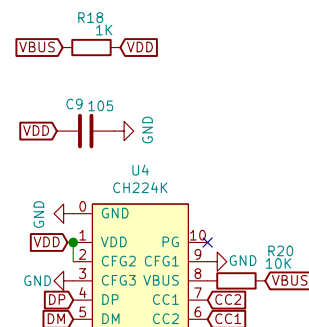 R18
1K
VBUS VDD
C9 105
VDD GND
U4
CH224K
GND 0 GND
VDD 1 VDD PG 10
2 CFG2 CFG1 9 GND R20
10K
GND 3 CFG3 VBUS 8 VBUS
DP 4 DP CC1 7 CC2
DM 5 DM CC2 6 CC1